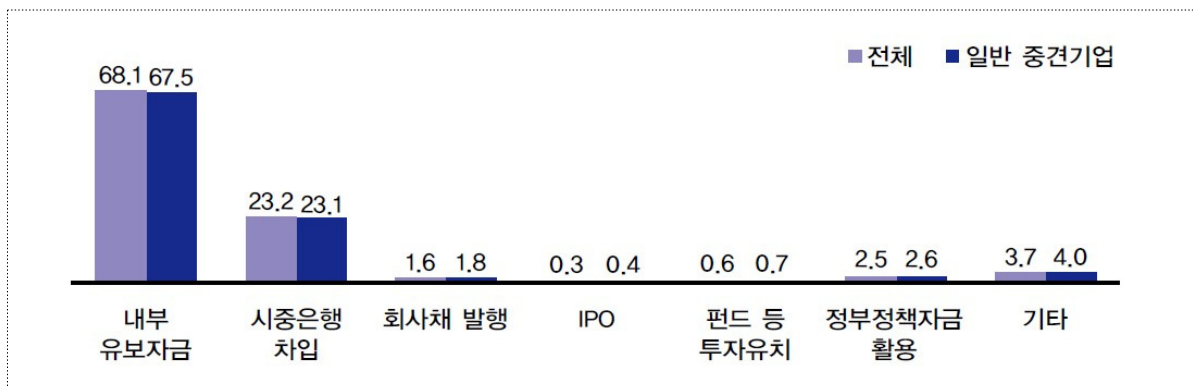 전체 일반 중견기업
68.1 67.5
23.2 23.1
1.6 1.8
0.3 0.4
0.6 0.7
2.5 2.6
3.7 4.0
내부
유보자금
시중은행
차입
회사채 발행
IPO
펀드 등
투자유치
정부정책자금
활용
기타